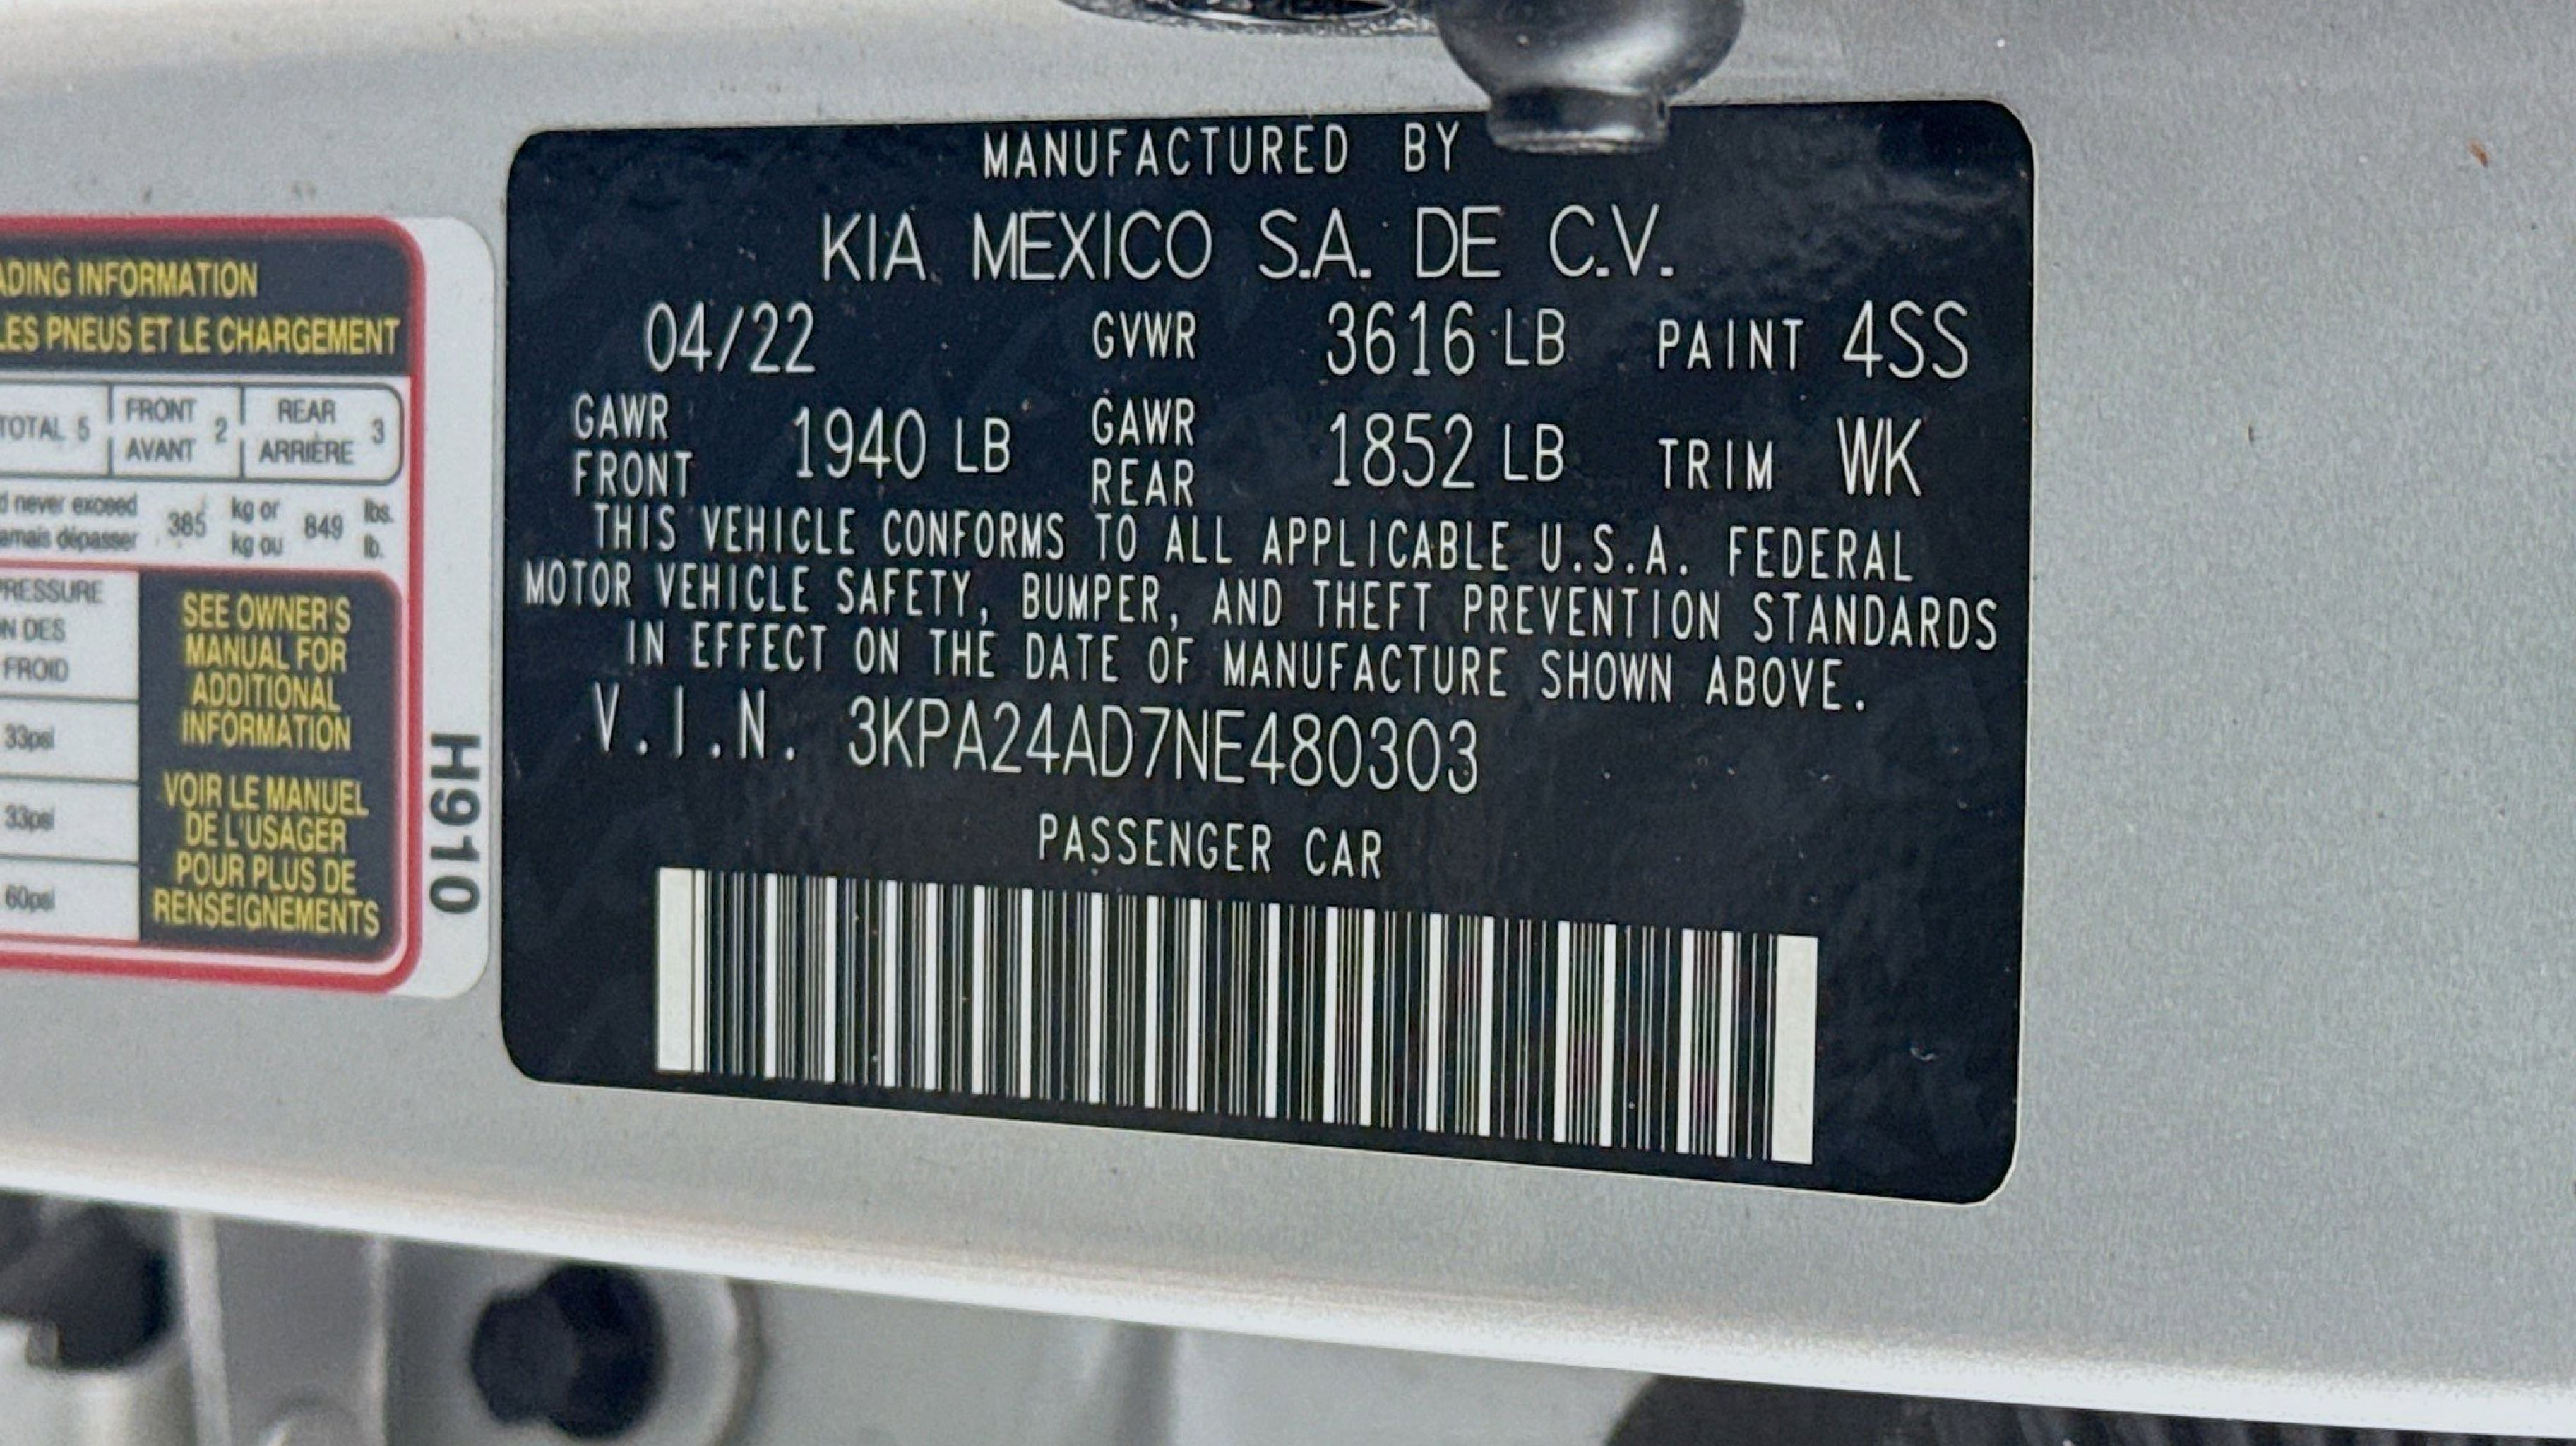 ADING INFORMATION
LES PNEUS ET LE CHARGEMENT
TOTAL 5 FRONT 2 REAR 3
AVANT ARRIÈRE
never exceed 385 kg or 849 lbs.
amais dépasser kg ou lb.
PRESSURE
N DES
FROID
33psi
33psi
60psi
SEE OWNER'S
MANUAL FOR
ADDITIONAL
INFORMATION
VOIR LE MANUEL
DE L'USAGER
POUR PLUS DE
RENSEIGNEMENTS
H910
MANUFACTURED BY
KIA MEXICO S.A. DE C.V.
04/22 GVWR 3616 LB PAINT 4SS
GAWR FRONT 1940 LB GAWR REAR 1852 LB TRIM WK
THIS VEHICLE CONFORMS TO ALL APPLICABLE U.S.A. FEDERAL
MOTOR VEHICLE SAFETY, BUMPER, AND THEFT PREVENTION STANDARDS
IN EFFECT ON THE DATE OF MANUFACTURE SHOWN ABOVE.
V.I.N. 3KPA24AD7NE480303
PASSENGER CAR